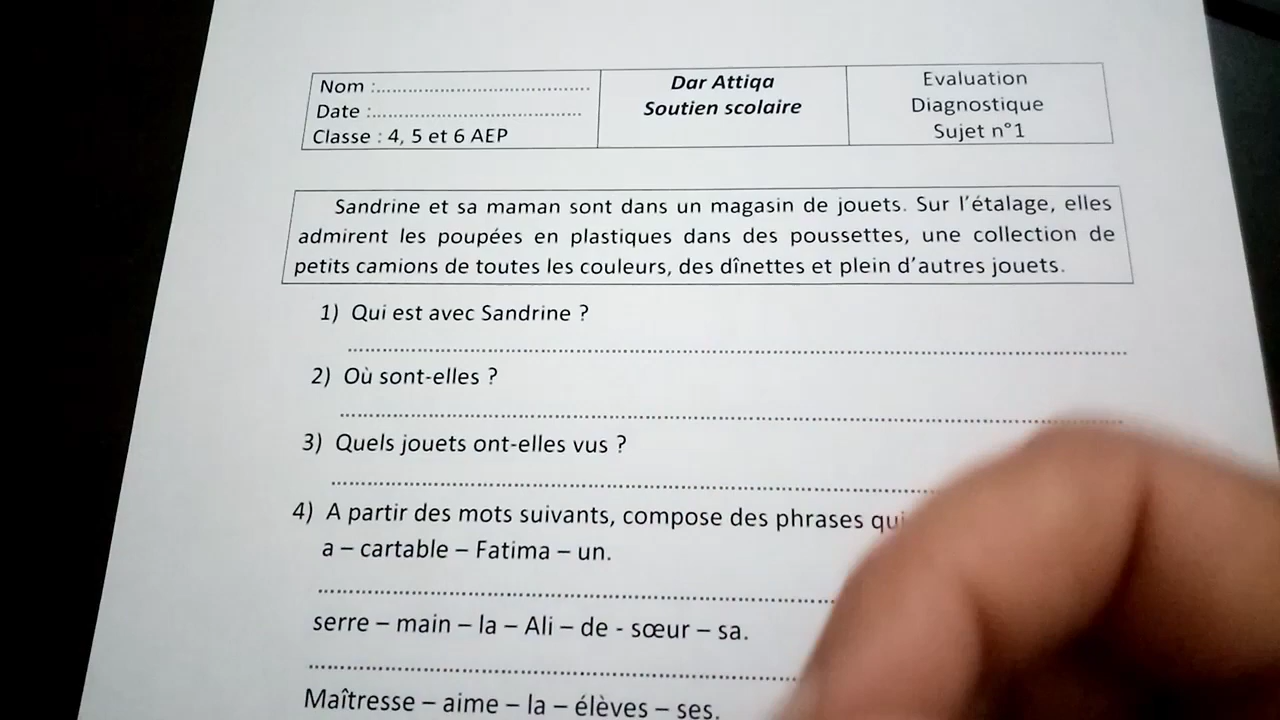 Nom :..........................................
Date :.........................................
Classe : 4, 5 et 6 AEP
Dar Attiqa
Soutien scolaire
Evaluation
Diagnostique
Sujet n°1
Sandrine et sa maman sont dans un magasin de jouets. Sur l'étalage, elles
admirent les poupées en plastiques dans des poussettes, une collection de
petits camions de toutes les couleurs, des dînettes et plein d'autres jouets.
1) Qui est avec Sandrine ?
2) Où sont-elles ?
3) Quels jouets ont-elles vus ?
4) A partir des mots suivants, compose des phrases qui
a – cartable – Fatima – un.
serre – main – la – Ali – de - sœur – sa.
Maîtresse – aime – la – élèves – ses.